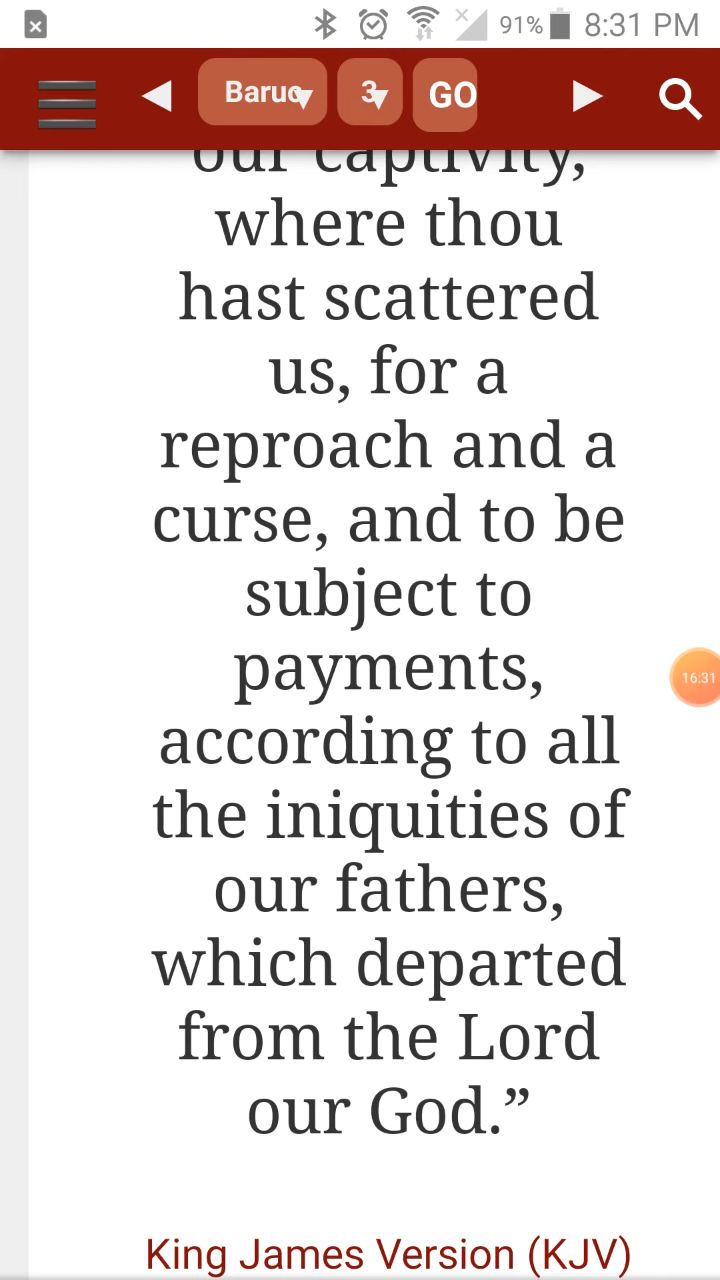 91% 8:31 PM
Baruc 3 GO
our captivity,
where thou
hast scattered
us, for a
reproach and a
curse, and to be
subject to
payments,
16:31
according to all
the iniquities of
our fathers,
which departed
from the Lord
our God.”
King James Version (KJV)